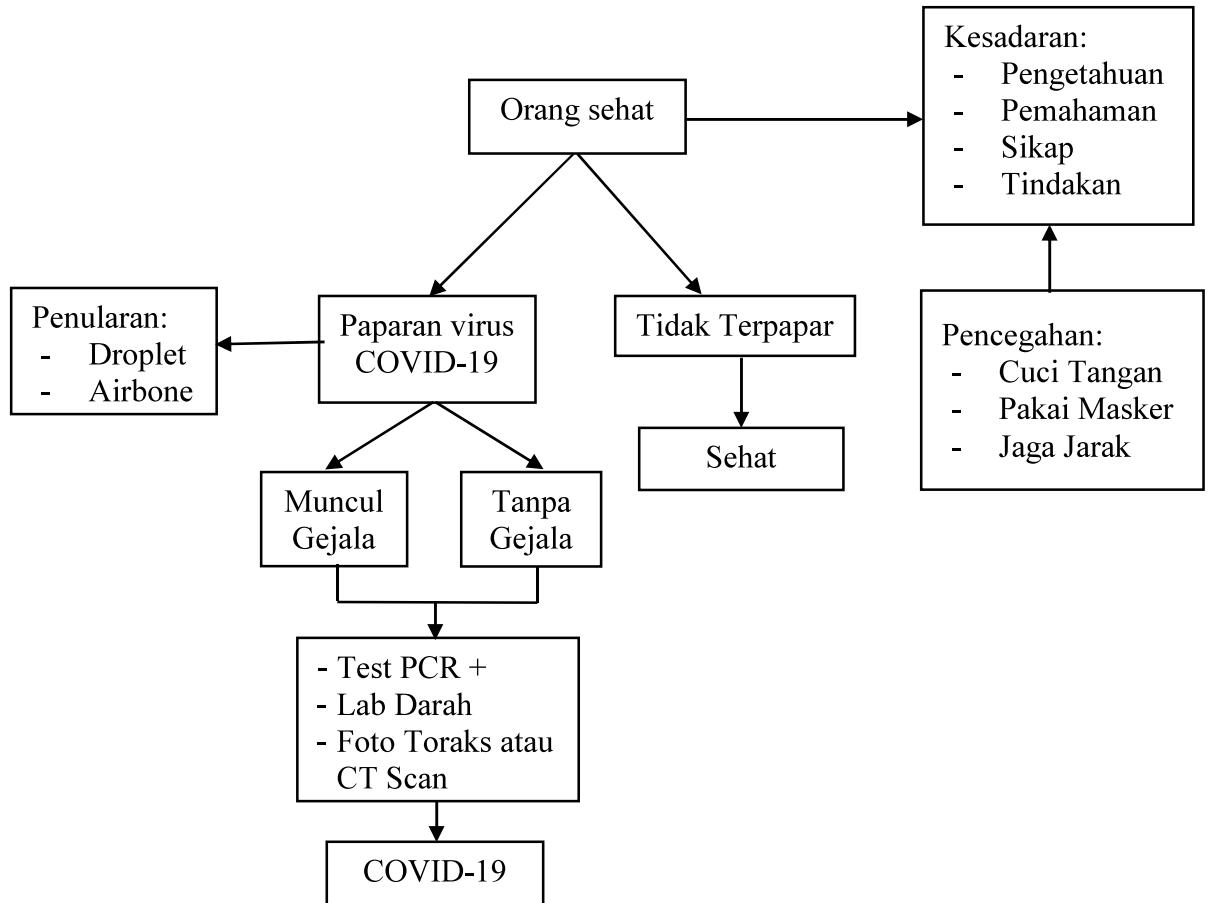 Orang sehat
Kesadaran:
- Pengetahuan
- Pemahaman
- Sikap
- Tindakan
Penularan:
- Droplet
- Airbone
Paparan virus
COVID-19
Tidak Terpapar
Pencegahan:
- Cuci Tangan
- Pakai Masker
- Jaga Jarak
Sehat
Muncul
Gejala
Tanpa
Gejala
- Test PCR +
- Lab Darah
- Foto Toraks atau
CT Scan
COVID-19